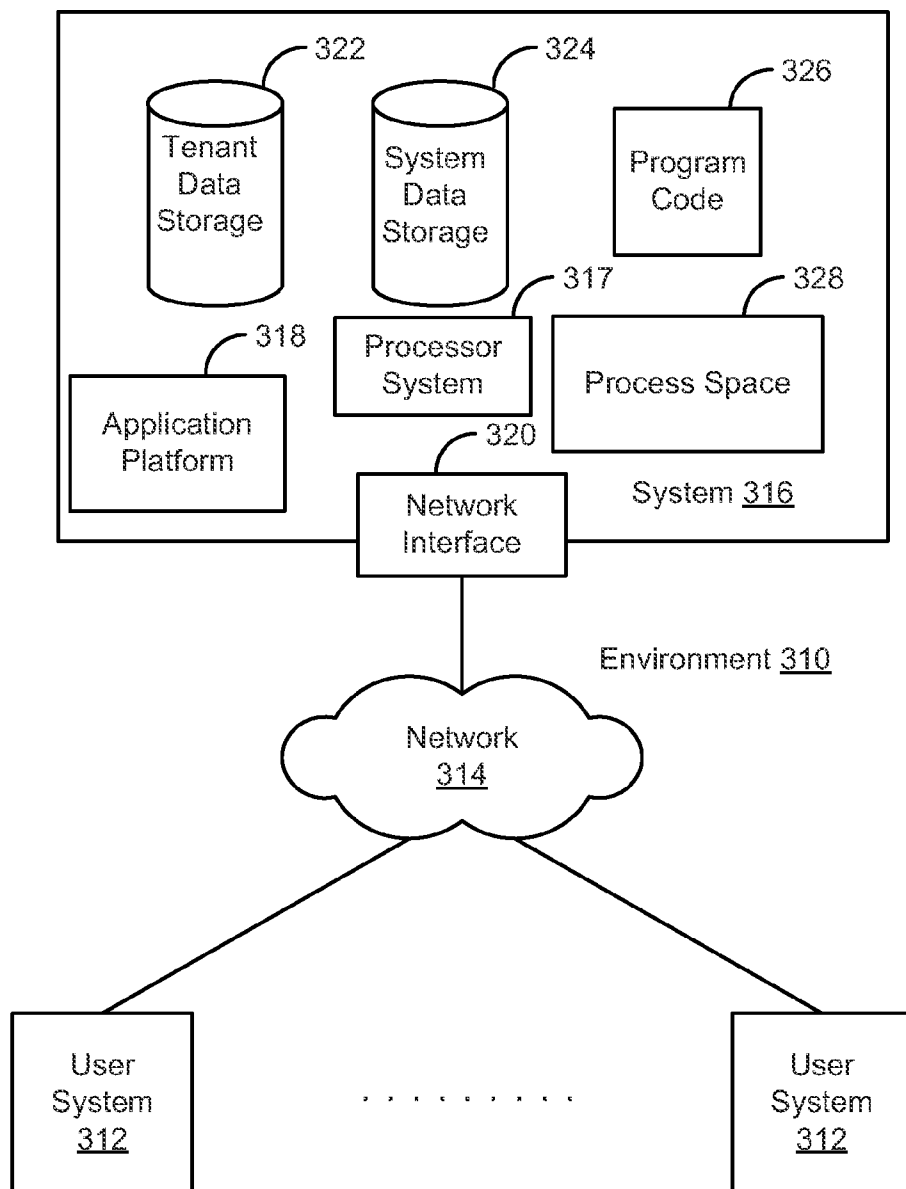 322
324
326
Tenant
Data
Storage
System
Data
Storage
Program
Code
317
328
318
Processor
System
Process Space
Application
Platform
320
System 316
Network
Interface
Environment 310
Network
314
User
System
312
. . . . . . . . .
User
System
312